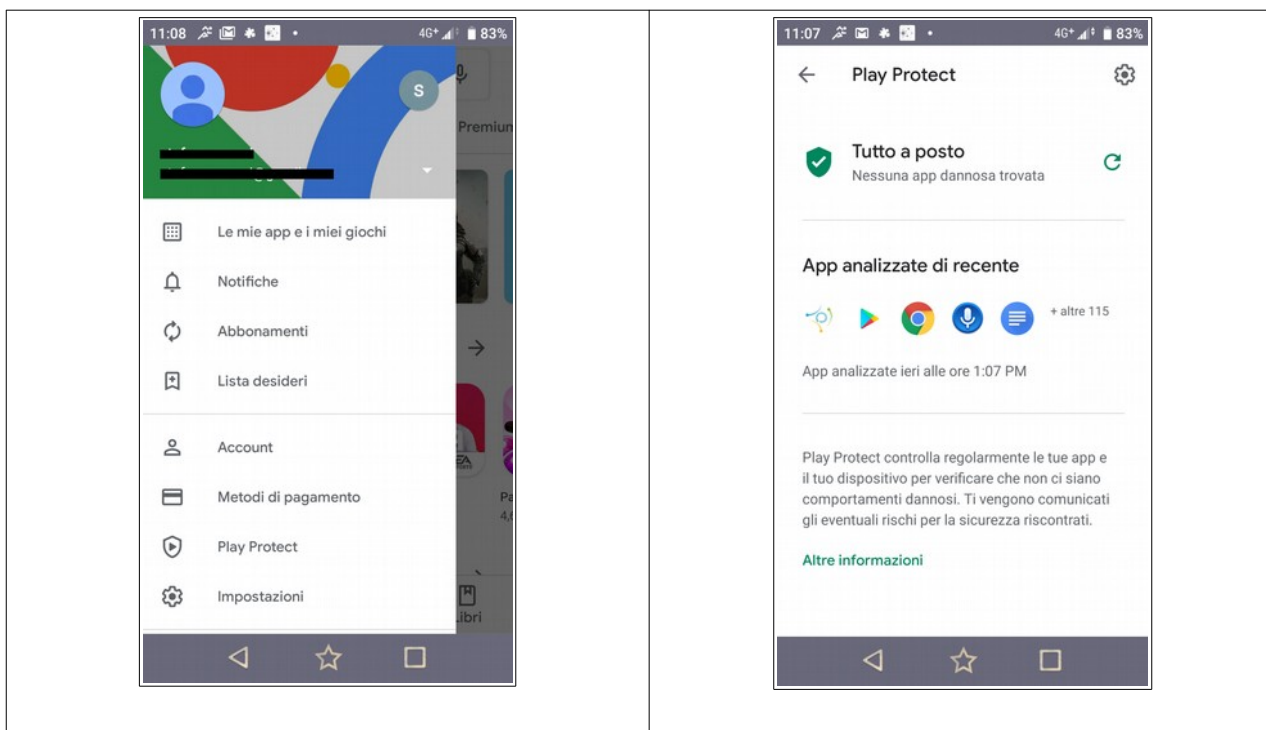 11:08 4G+ 83%
S
Premium
Le mie app e i miei giochi
Notifiche
Abbonamenti
Lista desideri
Account
Metodi di pagamento
Play Protect
Impostazioni
EA
Pa
4,6
Libri
11:07 4G+ 83%
Play Protect
Tutto a posto
Nessuna app dannosa trovata
App analizzate di recente
+ altre 115
App analizzate ieri alle ore 1:07 PM
Play Protect controlla regolarmente le tue app e
il tuo dispositivo per verificare che non ci siano
comportamenti dannosi. Ti vengono comunicati
gli eventuali rischi per la sicurezza riscontrati.
Altre informazioni